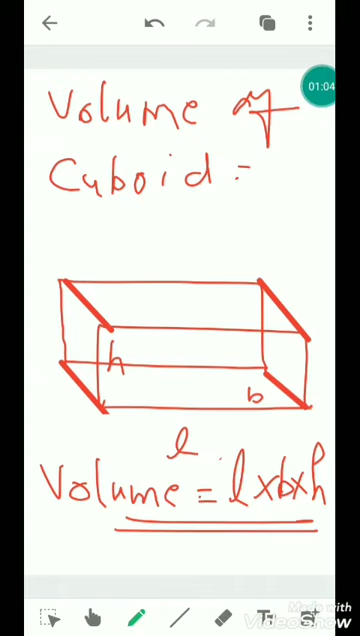 01:04
Volume of
Cuboid =
h
b
l
Volume = l×b×h
Made with
VideoShow